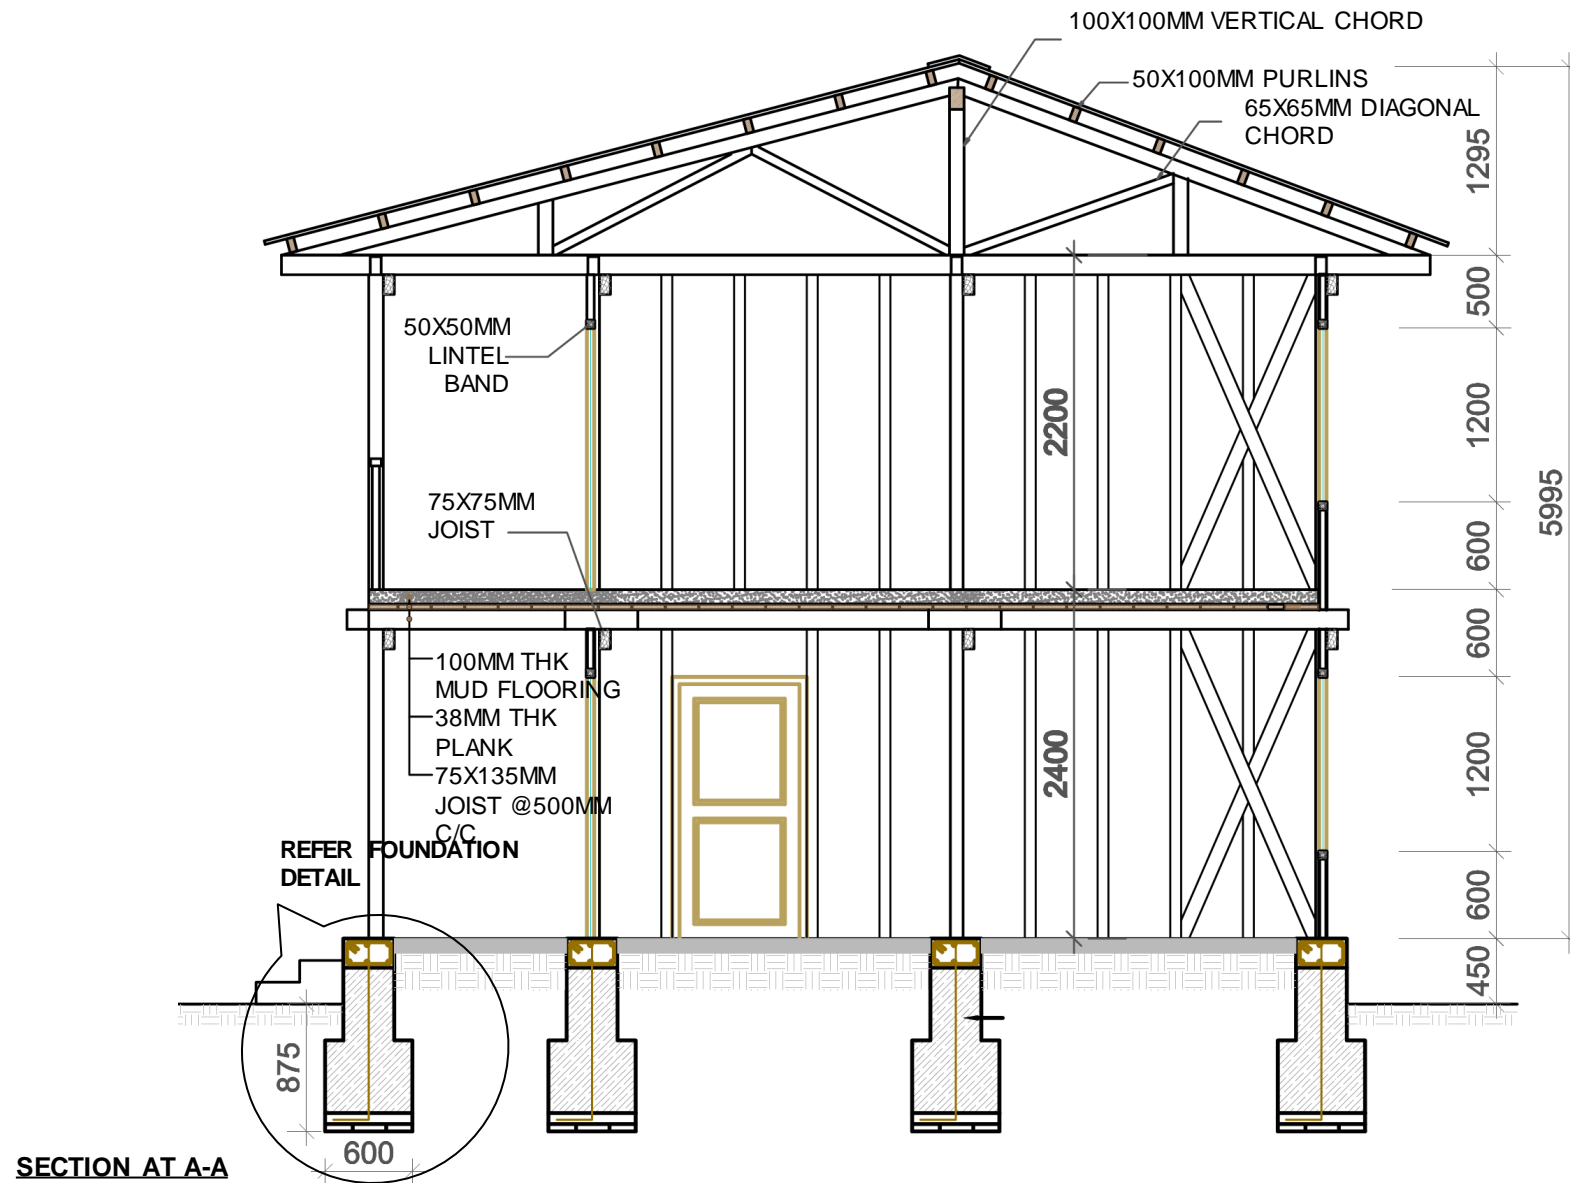 100X100MM VERTICAL CHORD
50X100MM PURLINS
65X65MM DIAGONAL
CHORD
1295
500
50X50MM
LINTEL
BAND
1200
2200
5995
75X75MM
JOIST
600
600
100MM THK
MUD FLOORING
38MM THK
PLANK
75X135MM
JOIST @500MM
C/C
2400
1200
REFER FOUNDATION
DETAIL
600
450
875
600
SECTION AT A-A